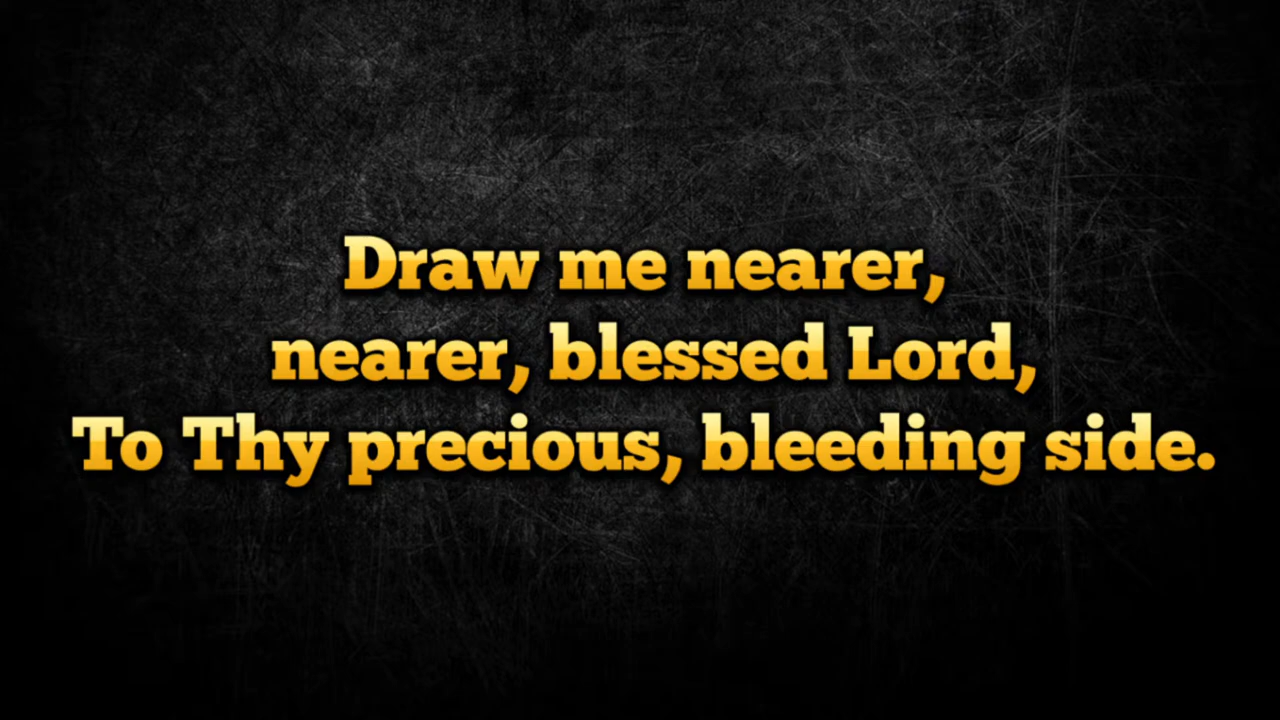 Draw me nearer,
nearer, blessed Lord,
To Thy precious, bleeding side.